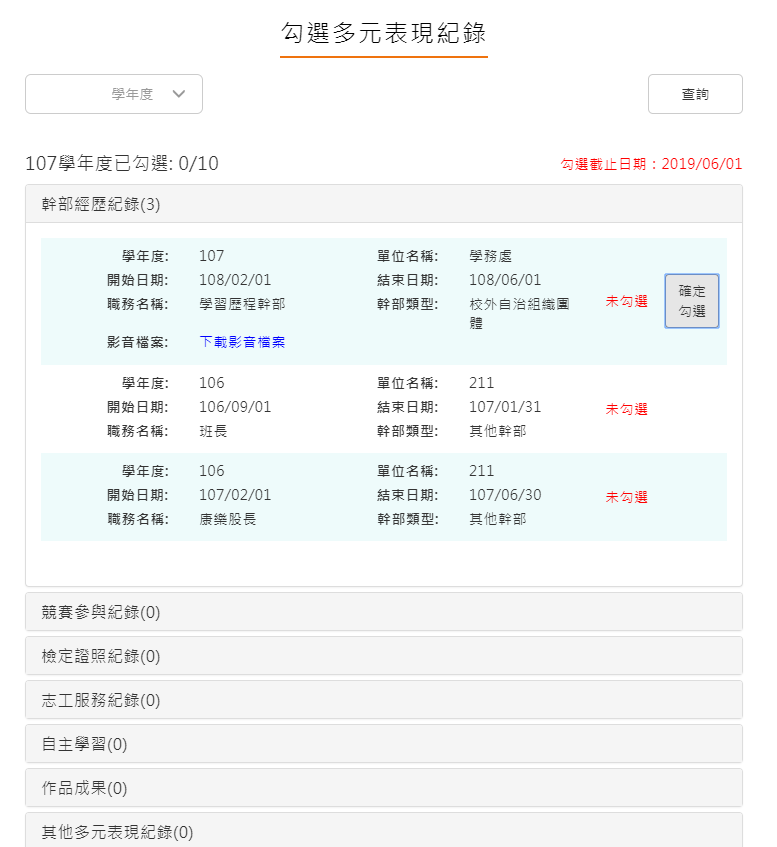 勾選多元表現紀錄
學年度
查詢
107學年度已勾選: 0/10
勾選截止日期：2019/06/01
幹部經歷紀錄(3)
學年度: 107 單位名稱: 學務處
開始日期: 108/02/01 結束日期: 108/06/01
職務名稱: 學習歷程幹部 幹部類型: 校外自治組織團
體
未勾選
確定
勾選
影音檔案: 下載影音檔案
學年度: 106 單位名稱: 211
開始日期: 106/09/01 結束日期: 107/01/31 未勾選
職務名稱: 班長 幹部類型: 其他幹部
學年度: 106 單位名稱: 211
開始日期: 107/02/01 結束日期: 107/06/30 未勾選
職務名稱: 康樂股長 幹部類型: 其他幹部
競賽參與紀錄(0)
檢定證照紀錄(0)
志工服務紀錄(0)
自主學習(0)
作品成果(0)
其他多元表現紀錄(0)